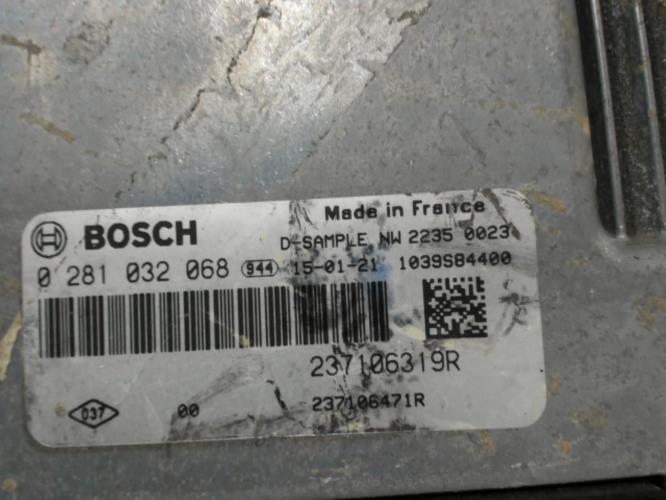 Made in France
BOSCH D-SAMPLE NW 2235 0023
0 281 032 068 944 15-01-21 1039S84400
237106319R
037 00 237106471R